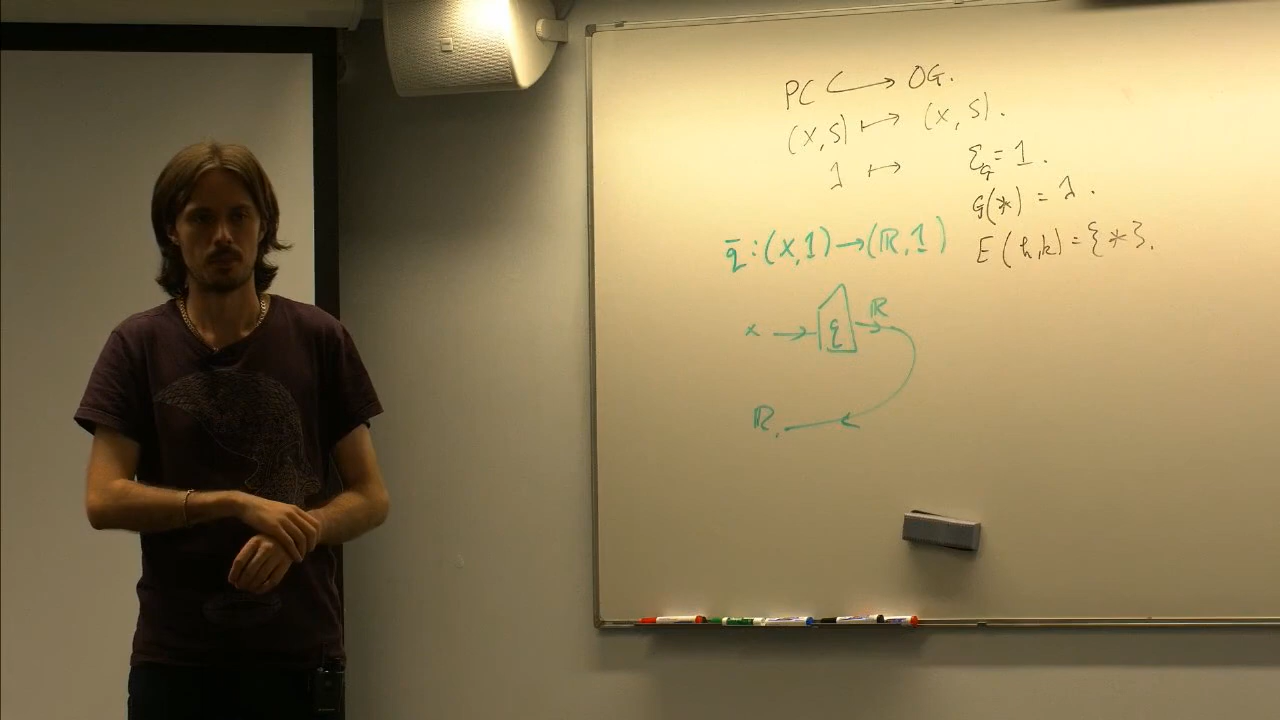 PC ↪ OG.
(X, S) ↦ (X, S).
1 ↦ Σ_G = 1.
G(*) = 1.
E(h, k) = {*}.
q̄ : (X, 1) → (ℝ, 1)
x → q → ℝ
ℝ.